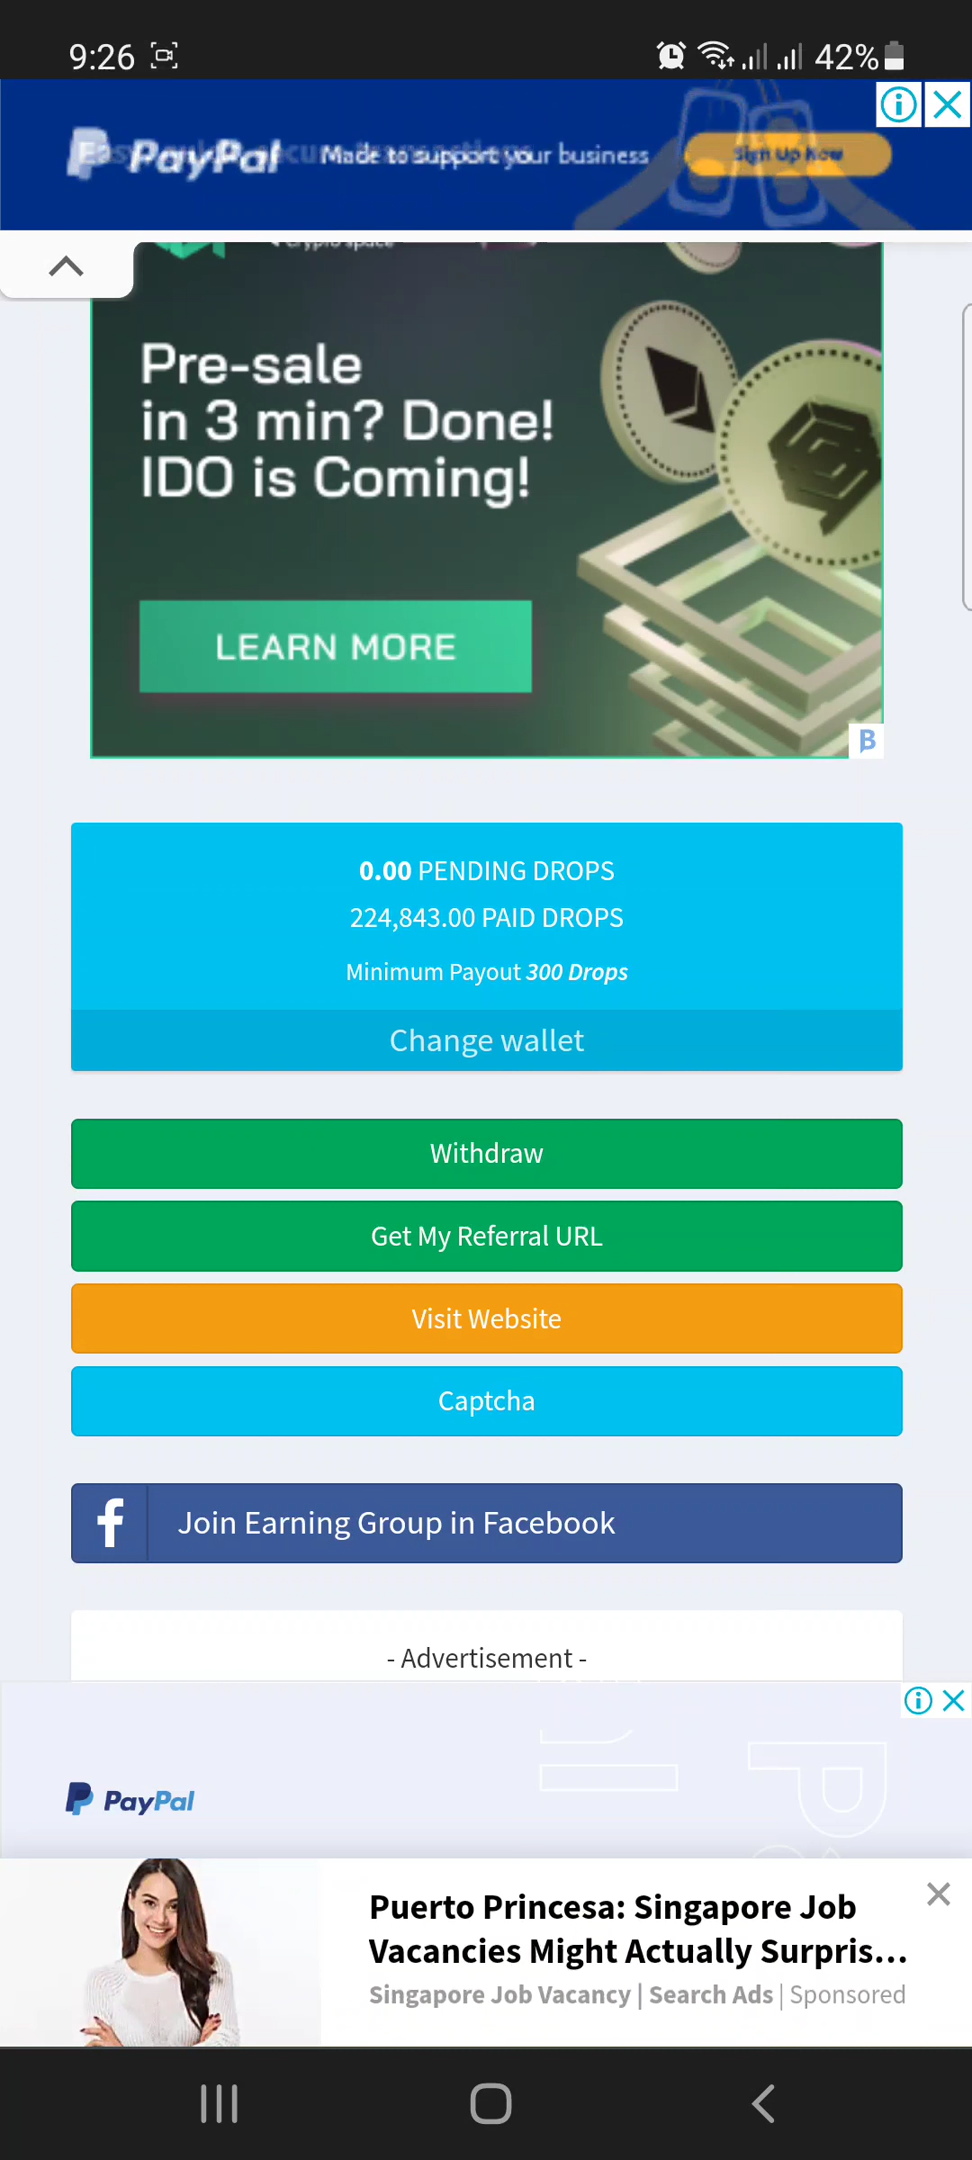 9:26
42%
PayPal
Made to support your business
Sign Up Now
Crypto space
Pre-sale
in 3 min? Done!
IDO is Coming!
LEARN MORE
B
0.00 PENDING DROPS
224,843.00 PAID DROPS
Minimum Payout 300 Drops
Change wallet
Withdraw
Get My Referral URL
Visit Website
Captcha
f Join Earning Group in Facebook
- Advertisement -
PayPal
Puerto Princesa: Singapore Job
Vacancies Might Actually Surpris...
Singapore Job Vacancy | Search Ads | Sponsored